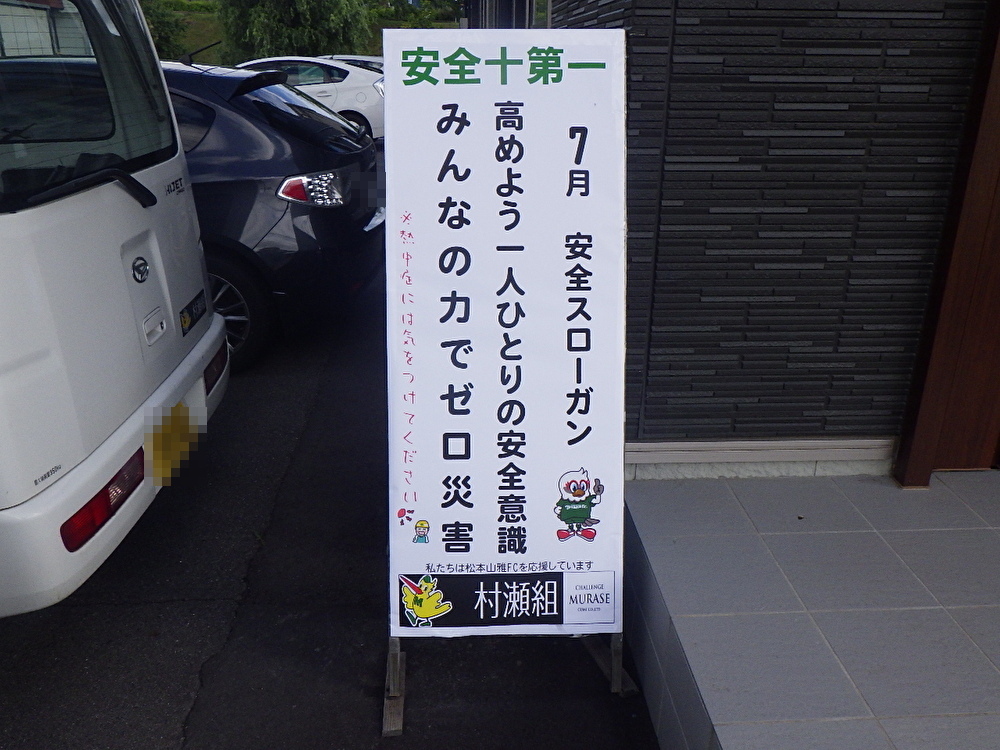 安全十第一
7月 安全スローガン
高めよう一人ひとりの安全意識
みんなの力でゼロ災害
※熱中症には気をつけてください!
私たちは松本山雅FCを応援しています
M
村瀬組
CHALLENGE
MURASE
HIJET